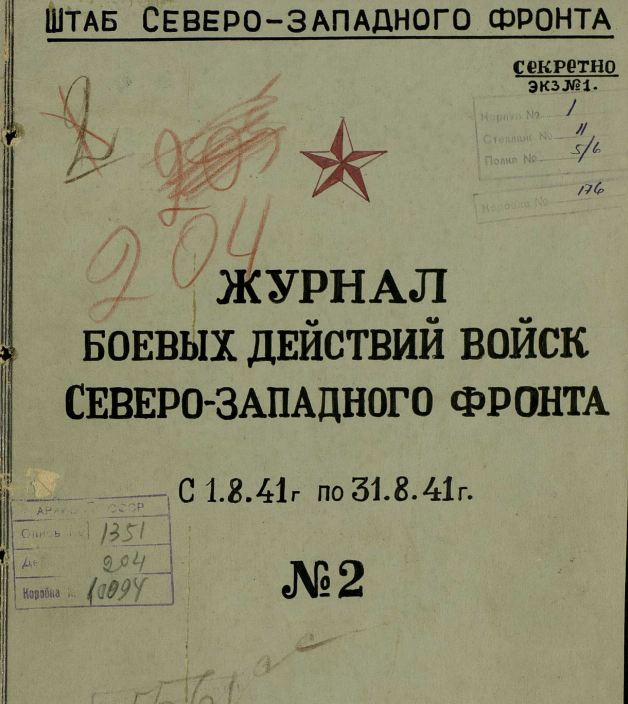 ШТАБ СЕВЕРО-ЗАПАДНОГО ФРОНТА
СЕКРЕТНО
ЭКЗ №1.
2
204
Корпус № 1
Стеллаж № 11
Полка № 5/6
Коробка № 176
ЖУРНАЛ
БОЕВЫХ ДЕЙСТВИЙ ВОЙСК
СЕВЕРО-ЗАПАДНОГО ФРОНТА
С 1.8.41г по 31.8.41г.
СССР
Опись 1351
204
Коробка 10094
№2